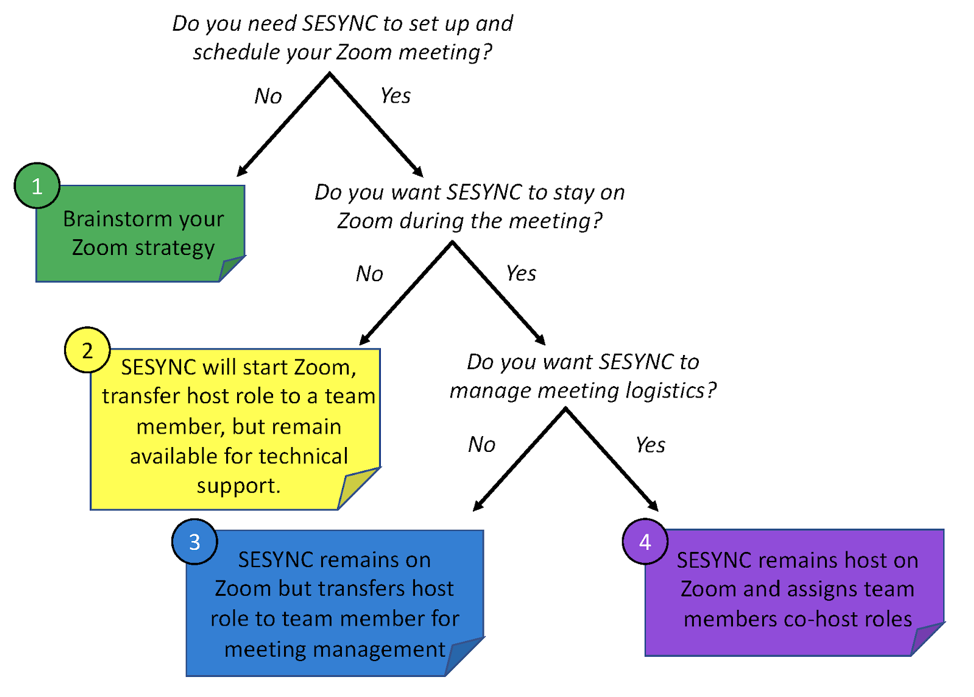 Do you need SESYNC to set up and
schedule your Zoom meeting?
No
Yes
1
Brainstorm your
Zoom strategy
Do you want SESYNC to stay on
Zoom during the meeting?
No
Yes
2
SESYNC will start Zoom,
transfer host role to a team
member, but remain
available for technical
support.
Do you want SESYNC to
manage meeting logistics?
No
Yes
3
SESYNC remains on
Zoom but transfers host
role to team member for
meeting management
4
SESYNC remains host on
Zoom and assigns team
members co-host roles